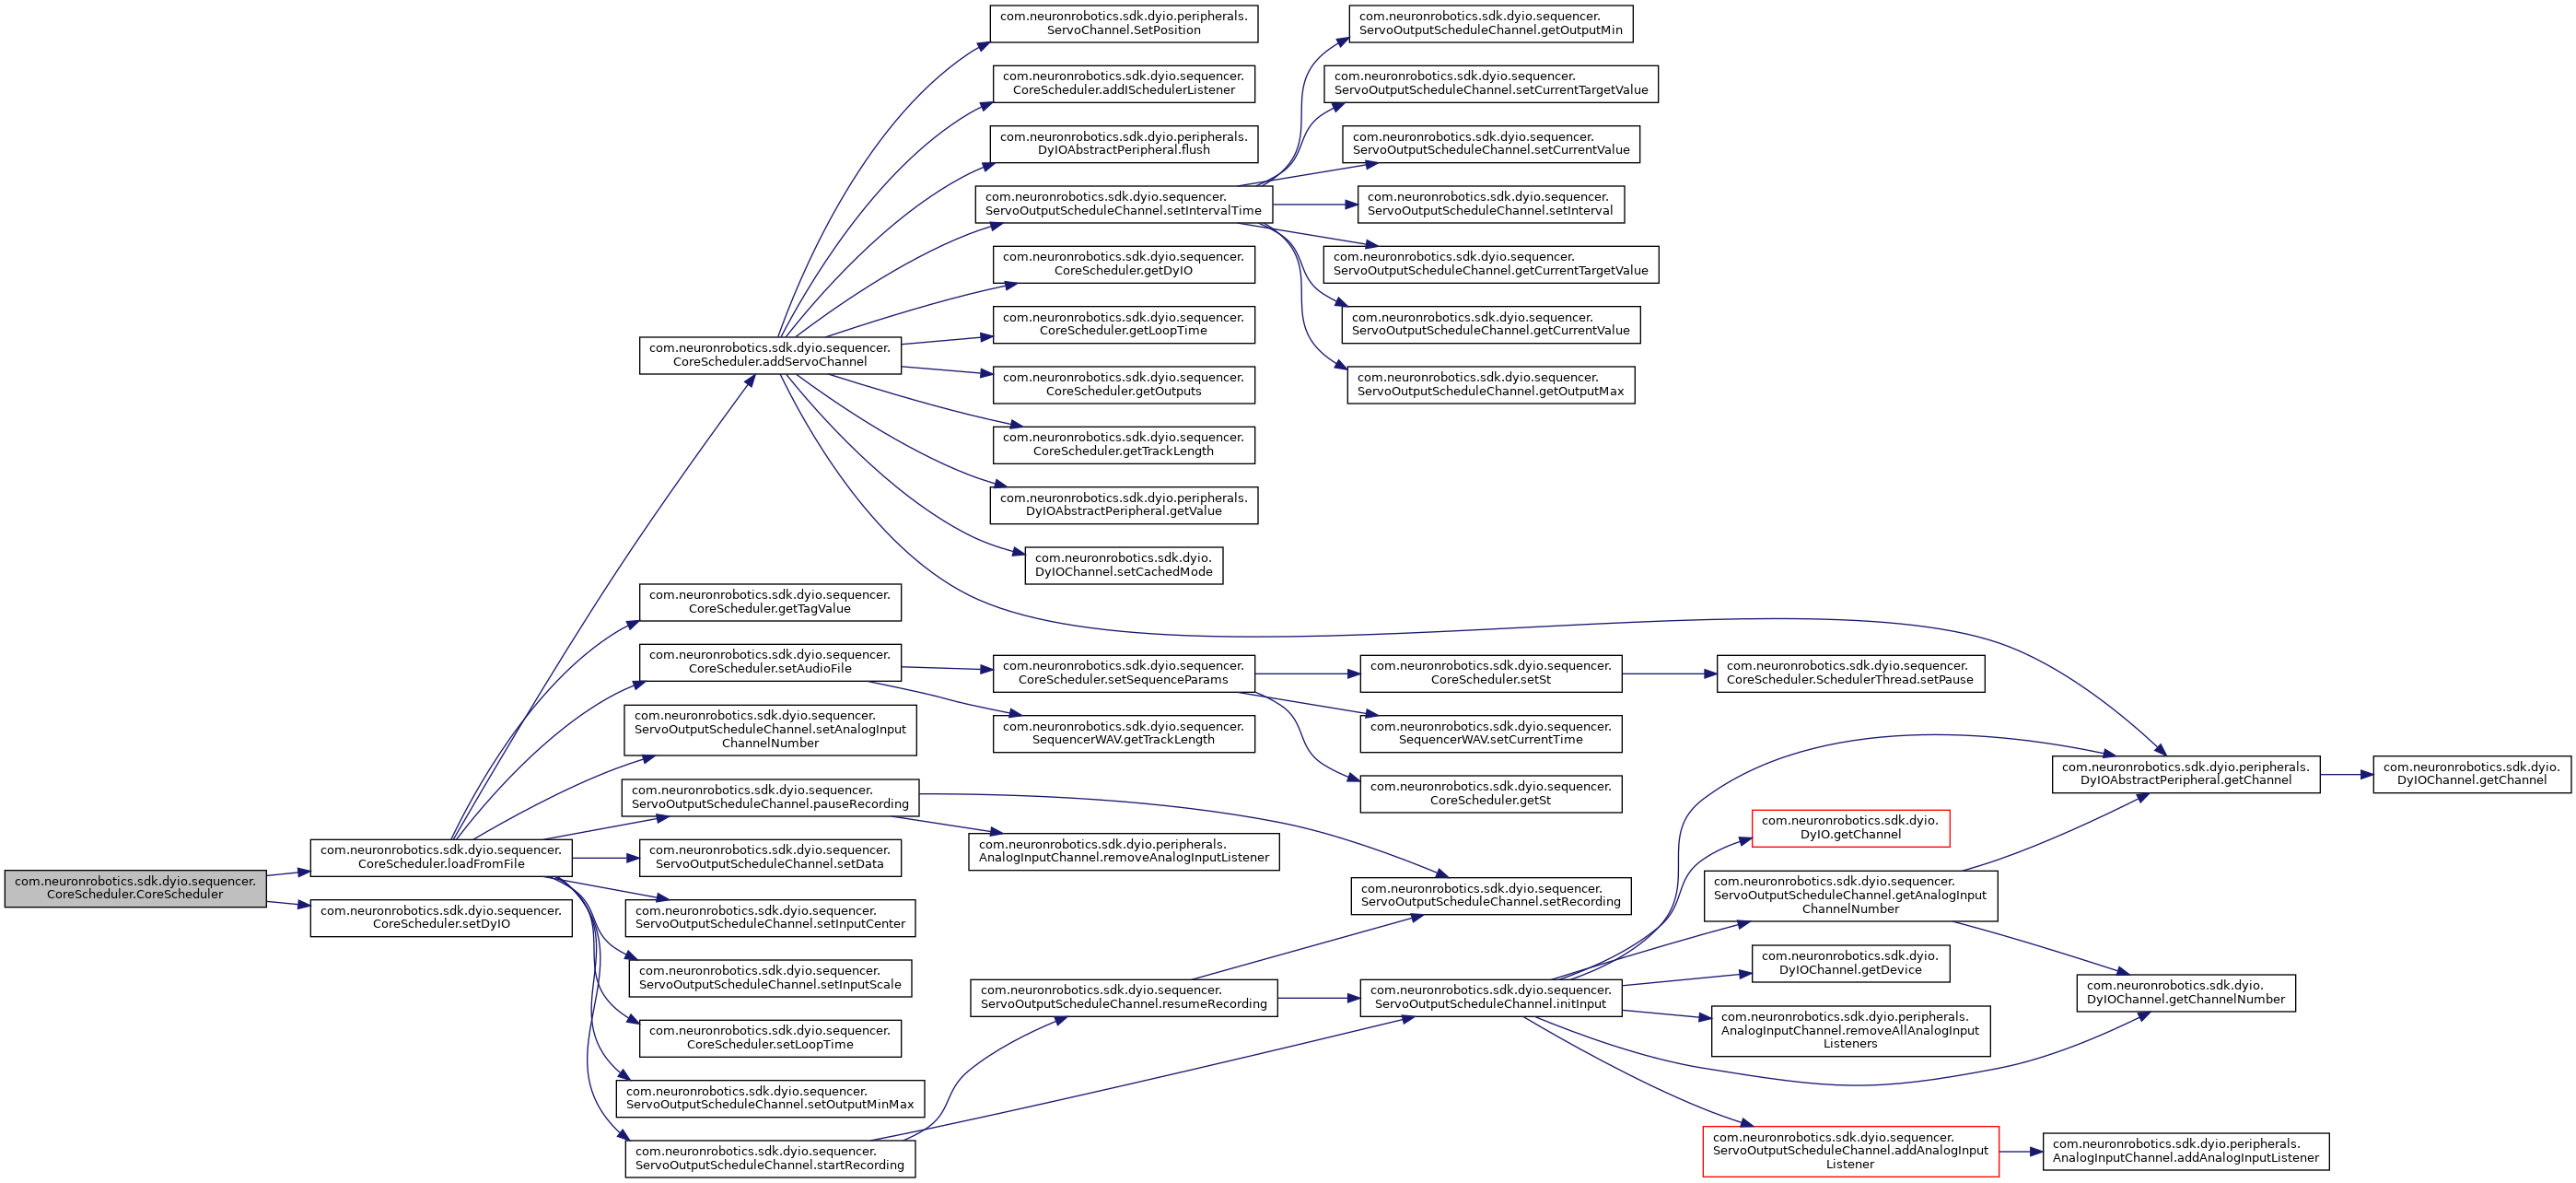 com.neuronrobotics.sdk.dyio.sequencer.
CoreScheduler.CoreScheduler
com.neuronrobotics.sdk.dyio.sequencer.
CoreScheduler.loadFromFile
com.neuronrobotics.sdk.dyio.sequencer.
CoreScheduler.setDyIO
com.neuronrobotics.sdk.dyio.sequencer.
CoreScheduler.addServoChannel
com.neuronrobotics.sdk.dyio.sequencer.
CoreScheduler.getTagValue
com.neuronrobotics.sdk.dyio.sequencer.
CoreScheduler.setAudioFile
com.neuronrobotics.sdk.dyio.sequencer.
ServoOutputScheduleChannel.setAnalogInput
ChannelNumber
com.neuronrobotics.sdk.dyio.sequencer.
ServoOutputScheduleChannel.pauseRecording
com.neuronrobotics.sdk.dyio.sequencer.
ServoOutputScheduleChannel.setData
com.neuronrobotics.sdk.dyio.sequencer.
ServoOutputScheduleChannel.setInputCenter
com.neuronrobotics.sdk.dyio.sequencer.
ServoOutputScheduleChannel.setInputScale
com.neuronrobotics.sdk.dyio.sequencer.
CoreScheduler.setLoopTime
com.neuronrobotics.sdk.dyio.sequencer.
ServoOutputScheduleChannel.setOutputMinMax
com.neuronrobotics.sdk.dyio.sequencer.
ServoOutputScheduleChannel.startRecording
com.neuronrobotics.sdk.dyio.peripherals.
ServoChannel.SetPosition
com.neuronrobotics.sdk.dyio.sequencer.
CoreScheduler.addISchedulerListener
com.neuronrobotics.sdk.dyio.peripherals.
DyIOAbstractPeripheral.flush
com.neuronrobotics.sdk.dyio.sequencer.
ServoOutputScheduleChannel.setIntervalTime
com.neuronrobotics.sdk.dyio.sequencer.
CoreScheduler.getDyIO
com.neuronrobotics.sdk.dyio.sequencer.
CoreScheduler.getLoopTime
com.neuronrobotics.sdk.dyio.sequencer.
CoreScheduler.getOutputs
com.neuronrobotics.sdk.dyio.sequencer.
CoreScheduler.getTrackLength
com.neuronrobotics.sdk.dyio.peripherals.
DyIOAbstractPeripheral.getValue
com.neuronrobotics.sdk.dyio.
DyIOChannel.setCachedMode
com.neuronrobotics.sdk.dyio.sequencer.
CoreScheduler.setSequenceParams
com.neuronrobotics.sdk.dyio.sequencer.
SequencerWAV.getTrackLength
com.neuronrobotics.sdk.dyio.peripherals.
AnalogInputChannel.removeAnalogInputListener
com.neuronrobotics.sdk.dyio.sequencer.
ServoOutputScheduleChannel.resumeRecording
com.neuronrobotics.sdk.dyio.sequencer.
ServoOutputScheduleChannel.getOutputMin
com.neuronrobotics.sdk.dyio.sequencer.
ServoOutputScheduleChannel.setCurrentTargetValue
com.neuronrobotics.sdk.dyio.sequencer.
ServoOutputScheduleChannel.setCurrentValue
com.neuronrobotics.sdk.dyio.sequencer.
ServoOutputScheduleChannel.setInterval
com.neuronrobotics.sdk.dyio.sequencer.
ServoOutputScheduleChannel.getCurrentTargetValue
com.neuronrobotics.sdk.dyio.sequencer.
ServoOutputScheduleChannel.getCurrentValue
com.neuronrobotics.sdk.dyio.sequencer.
ServoOutputScheduleChannel.getOutputMax
com.neuronrobotics.sdk.dyio.sequencer.
CoreScheduler.setSt
com.neuronrobotics.sdk.dyio.sequencer.
SequencerWAV.setCurrentTime
com.neuronrobotics.sdk.dyio.sequencer.
CoreScheduler.getSt
com.neuronrobotics.sdk.dyio.sequencer.
ServoOutputScheduleChannel.setRecording
com.neuronrobotics.sdk.dyio.sequencer.
ServoOutputScheduleChannel.initInput
com.neuronrobotics.sdk.dyio.sequencer.
CoreScheduler.SchedulerThread.setPause
com.neuronrobotics.sdk.dyio.
DyIO.getChannel
com.neuronrobotics.sdk.dyio.sequencer.
ServoOutputScheduleChannel.getAnalogInput
ChannelNumber
com.neuronrobotics.sdk.dyio.
DyIOChannel.getDevice
com.neuronrobotics.sdk.dyio.peripherals.
AnalogInputChannel.removeAllAnalogInput
Listeners
com.neuronrobotics.sdk.dyio.sequencer.
ServoOutputScheduleChannel.addAnalogInput
Listener
com.neuronrobotics.sdk.dyio.peripherals.
DyIOAbstractPeripheral.getChannel
com.neuronrobotics.sdk.dyio.
DyIOChannel.getChannelNumber
com.neuronrobotics.sdk.dyio.peripherals.
AnalogInputChannel.addAnalogInputListener
com.neuronrobotics.sdk.dyio.
DyIOChannel.getChannel